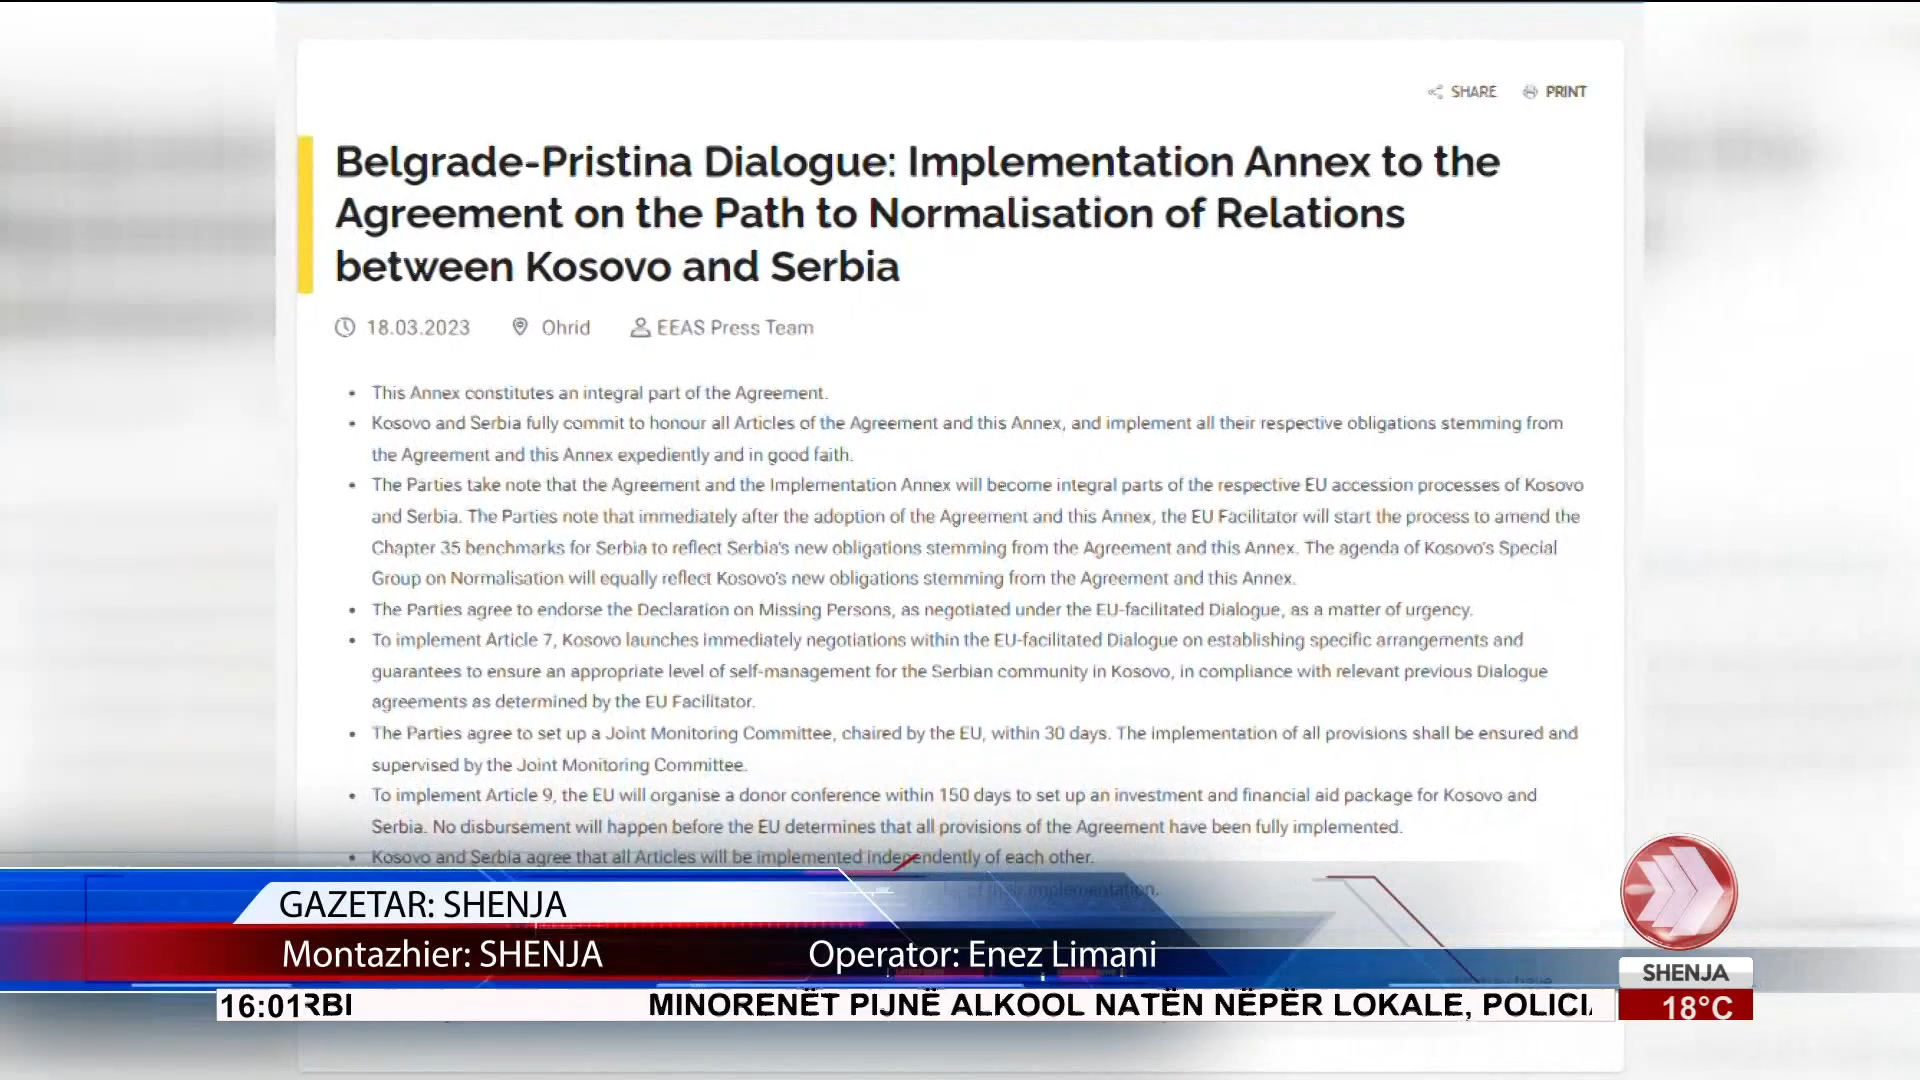 SHARE PRINT
Belgrade-Pristina Dialogue: Implementation Annex to the
Agreement on the Path to Normalisation of Relations
between Kosovo and Serbia
18.03.2023 Ohrid EEAS Press Team
• This Annex constitutes an integral part of the Agreement.
• Kosovo and Serbia fully commit to honour all Articles of the Agreement and this Annex, and implement all their respective obligations stemming from
the Agreement and this Annex expediently and in good faith.
• The Parties take note that the Agreement and the Implementation Annex will become integral parts of the respective EU accession processes of Kosovo
and Serbia. The Parties note that immediately after the adoption of the Agreement and this Annex, the EU Facilitator will start the process to amend the
Chapter 35 benchmarks for Serbia to reflect Serbia's new obligations stemming from the Agreement and this Annex. The agenda of Kosovo's Special
Group on Normalisation will equally reflect Kosovo's new obligations stemming from the Agreement and this Annex.
• The Parties agree to endorse the Declaration on Missing Persons, as negotiated under the EU-facilitated Dialogue, as a matter of urgency.
• To implement Article 7, Kosovo launches immediately negotiations within the EU-facilitated Dialogue on establishing specific arrangements and
guarantees to ensure an appropriate level of self-management for the Serbian community in Kosovo, in compliance with relevant previous Dialogue
agreements as determined by the EU Facilitator.
• The Parties agree to set up a Joint Monitoring Committee, chaired by the EU, within 30 days. The implementation of all provisions shall be ensured and
supervised by the Joint Monitoring Committee.
• To implement Article 9, the EU will organise a donor conference within 150 days to set up an investment and financial aid package for Kosovo and
Serbia. No disbursement will happen before the EU determines that all provisions of the Agreement have been fully implemented.
• Kosovo and Serbia agree that all Articles will be implemented independently of each other.
of their implementation.
GAZETAR: SHENJA
Montazhier: SHENJA Operator: Enez Limani
SHENJA
16:01 RBI MINORENËT PIJNË ALKOOL NATËN NËPËR LOKALE, POLICI
18°C